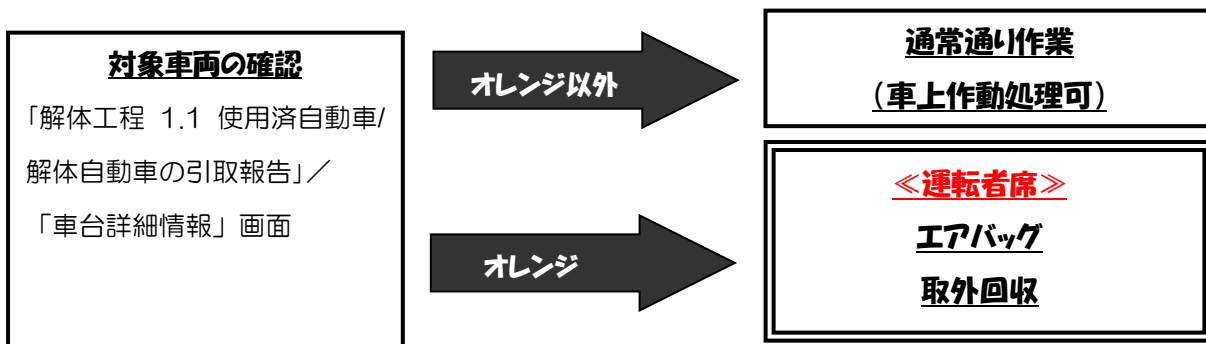 対象車両の確認
「解体工程 1.1 使用済自動車/
解体自動車の引取報告」／
「車台詳細情報」画面
オレンジ以外
通常通り作業
（車上作動処理可）
オレンジ
≪運転者席≫
エアバッグ
取外回収